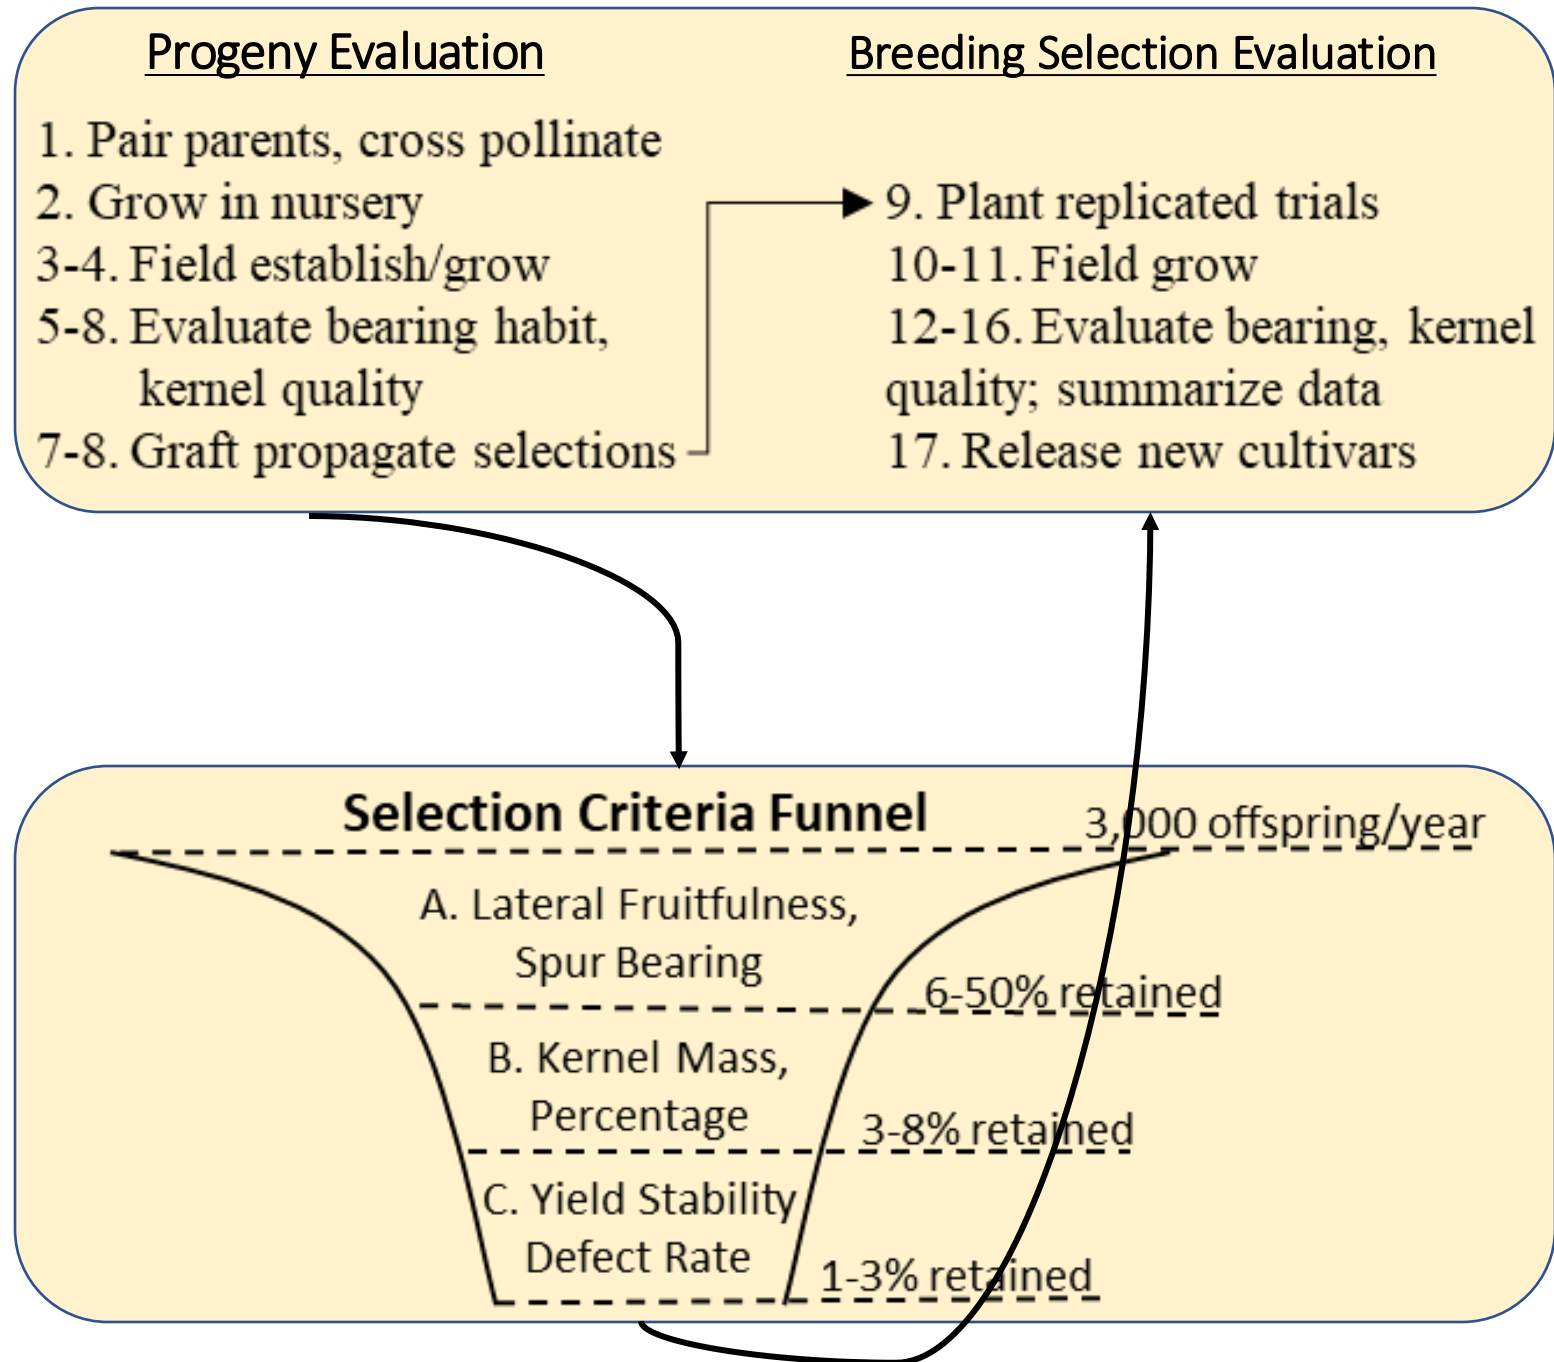 Progeny Evaluation
1. Pair parents, cross pollinate
2. Grow in nursery
3-4. Field establish/grow
5-8. Evaluate bearing habit,
kernel quality
7-8. Graft propagate selections
Breeding Selection Evaluation
9. Plant replicated trials
10-11. Field grow
12-16. Evaluate bearing, kernel
quality; summarize data
17. Release new cultivars
Selection Criteria Funnel
3,000 offspring/year
A. Lateral Fruitfulness,
Spur Bearing
6-50% retained
B. Kernel Mass,
Percentage
3-8% retained
C. Yield Stability
Defect Rate
1-3% retained